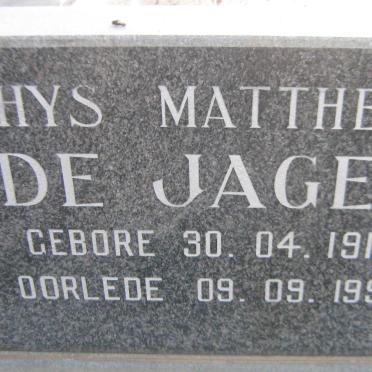 HYS MATTHE
DE JAGE
GEBORE 30. 04. 191
OORLEDE 09. 09. 199